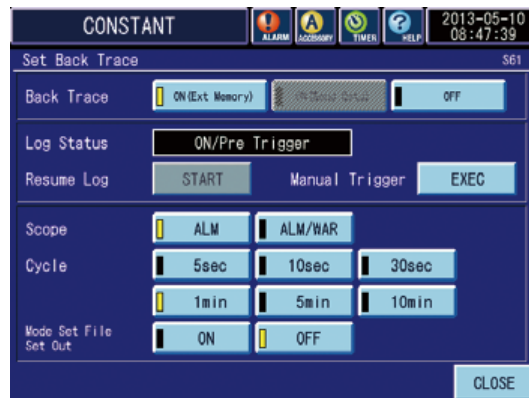 CONSTANT
ALARM
ACCESSORY
TIMER
HELP
2013-05-10
08:47:39
Set Back Trace
S61
Back Trace
ON(Ext Memory)
OFF
Log Status
ON/Pre Trigger
Resume Log
START
Manual Trigger
EXEC
Scope
ALM
ALM/WAR
Cycle
5sec
10sec
30sec
1min
5min
10min
Mode Set File
Set Out
ON
OFF
CLOSE